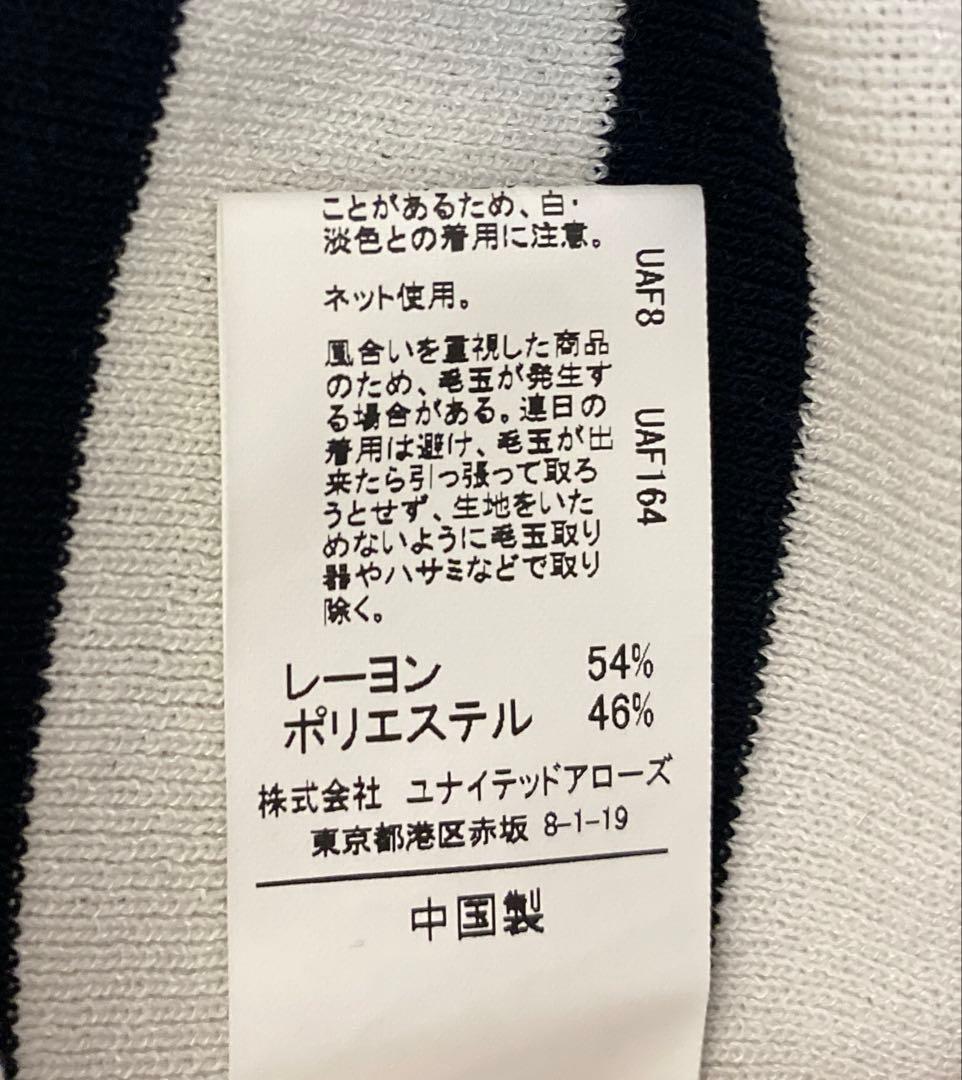 ことがあるため、白・
淡色との着用に注意。
ネット使用。
風合いを重視した商品
のため、毛玉が発生す
る場合がある。連日の
着用は避け、毛玉が出
来たら引っ張って取ろ
うとせず、生地をいた
めないように毛玉取り
器やハサミなどで取り
除く。
UAF8 UAF164
レーヨン 54%
ポリエステル 46%
株式会社 ユナイテッドアローズ
東京都港区赤坂 8-1-19
中国製